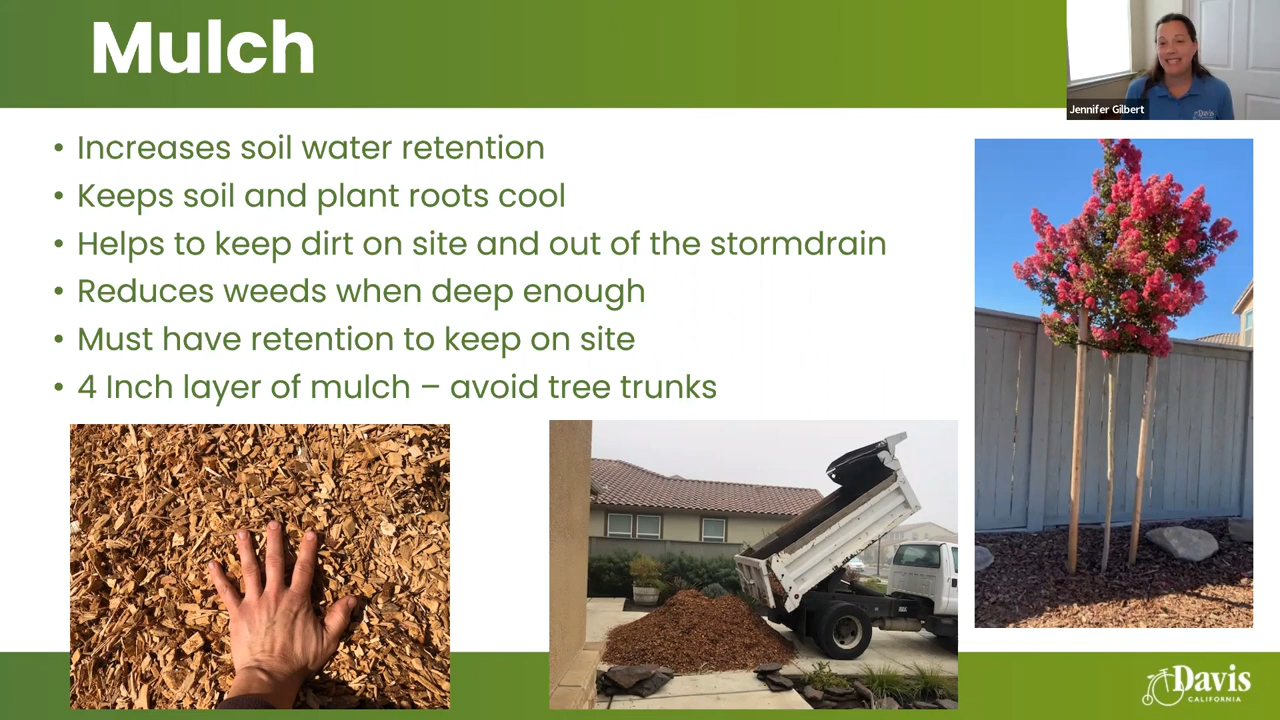 Mulch
Jennifer Gilbert
Davis
• Increases soil water retention
• Keeps soil and plant roots cool
• Helps to keep dirt on site and out of the stormdrain
• Reduces weeds when deep enough
• Must have retention to keep on site
• 4 Inch layer of mulch – avoid tree trunks
Davis
CALIFORNIA